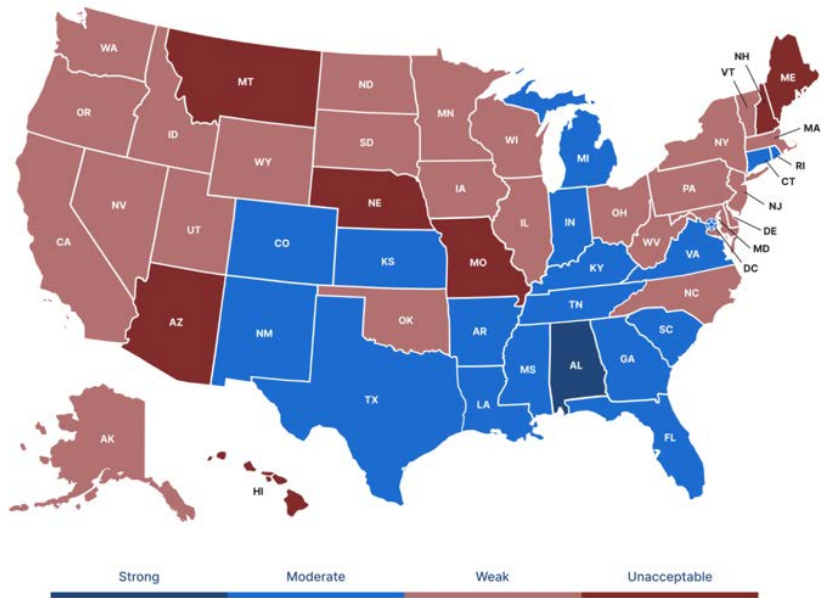 WA
MT
ND
MN
OR
ID
SD
WI
WY
MI
NH
VT
ME
NY
MA
RI
CT
NV
UT
CA
CO
NE
IA
IL
IN
OH
PA
NJ
DE
MD
DC
WV
VA
KS
MO
KY
AZ
NM
OK
AR
TN
NC
SC
TX
LA
MS
AL
GA
FL
AK
HI
Strong Moderate Weak Unacceptable